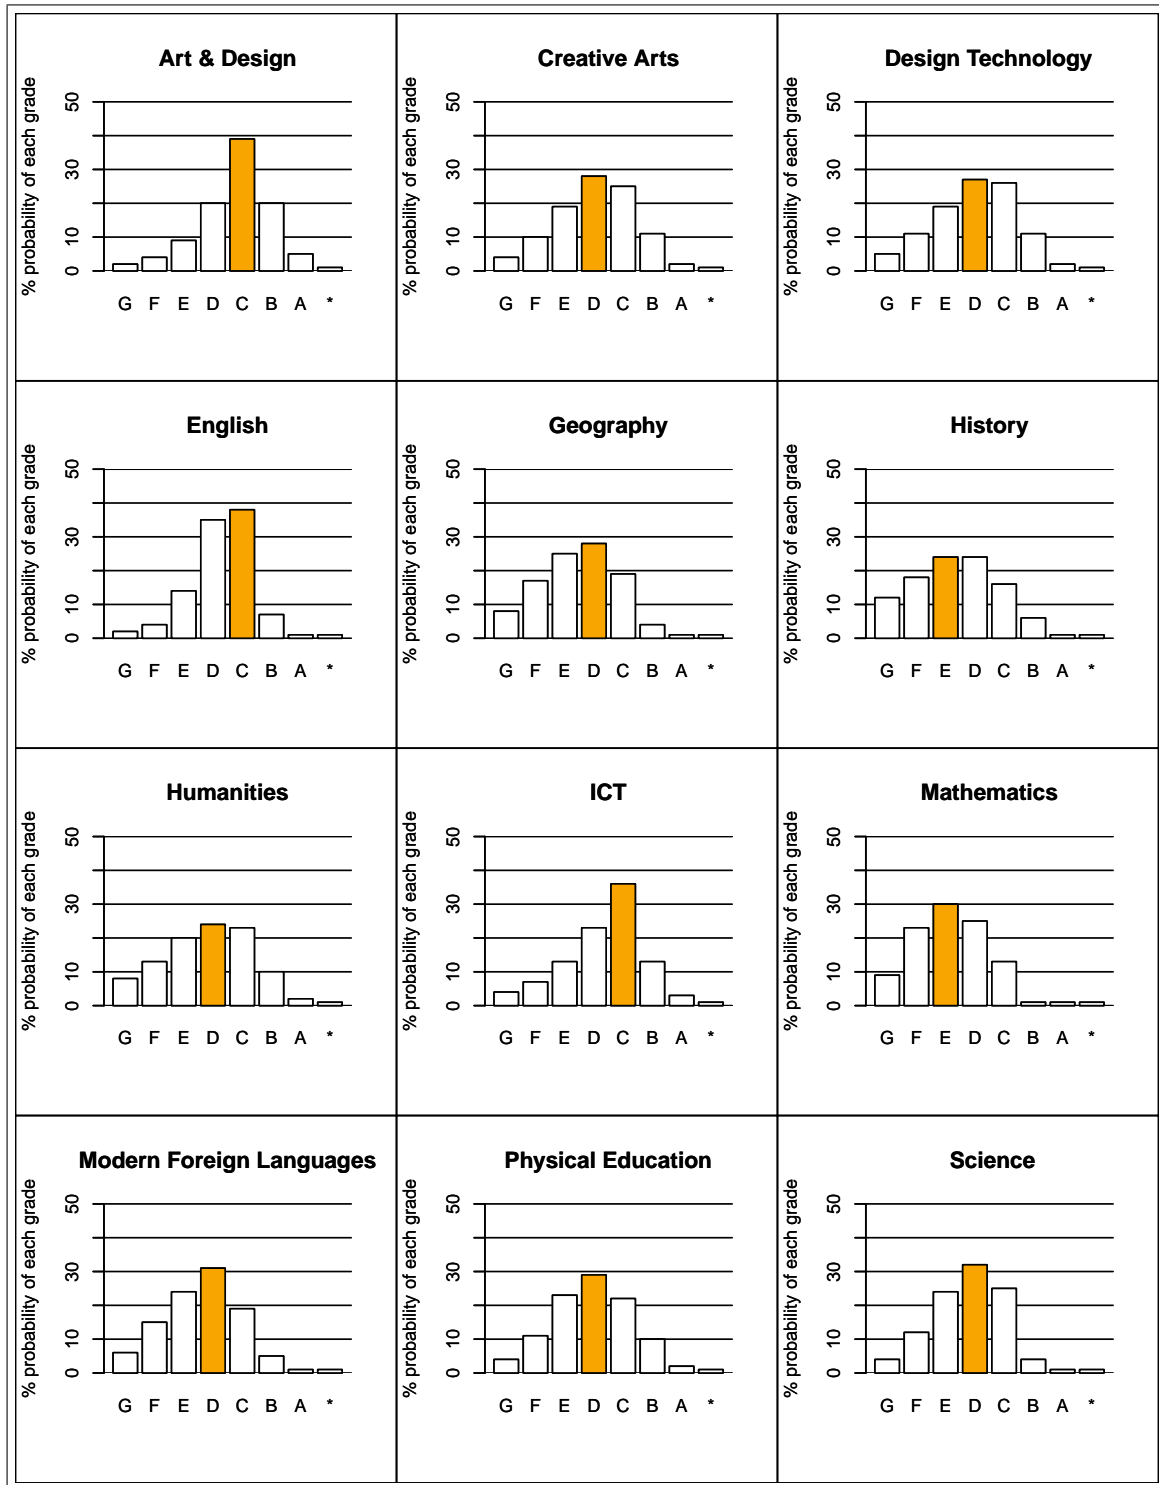 Art & Design
% probability of each grade
50
30
10
0
G F E D C B A *
Creative Arts
% probability of each grade
50
30
10
0
G F E D C B A *
Design Technology
% probability of each grade
50
30
10
0
G F E D C B A *
English
% probability of each grade
50
30
10
0
G F E D C B A *
Geography
% probability of each grade
50
30
10
0
G F E D C B A *
History
% probability of each grade
50
30
10
0
G F E D C B A *
Humanities
% probability of each grade
50
30
10
0
G F E D C B A *
ICT
% probability of each grade
50
30
10
0
G F E D C B A *
Mathematics
% probability of each grade
50
30
10
0
G F E D C B A *
Modern Foreign Languages
% probability of each grade
50
30
10
0
G F E D C B A *
Physical Education
% probability of each grade
50
30
10
0
G F E D C B A *
Science
% probability of each grade
50
30
10
0
G F E D C B A *